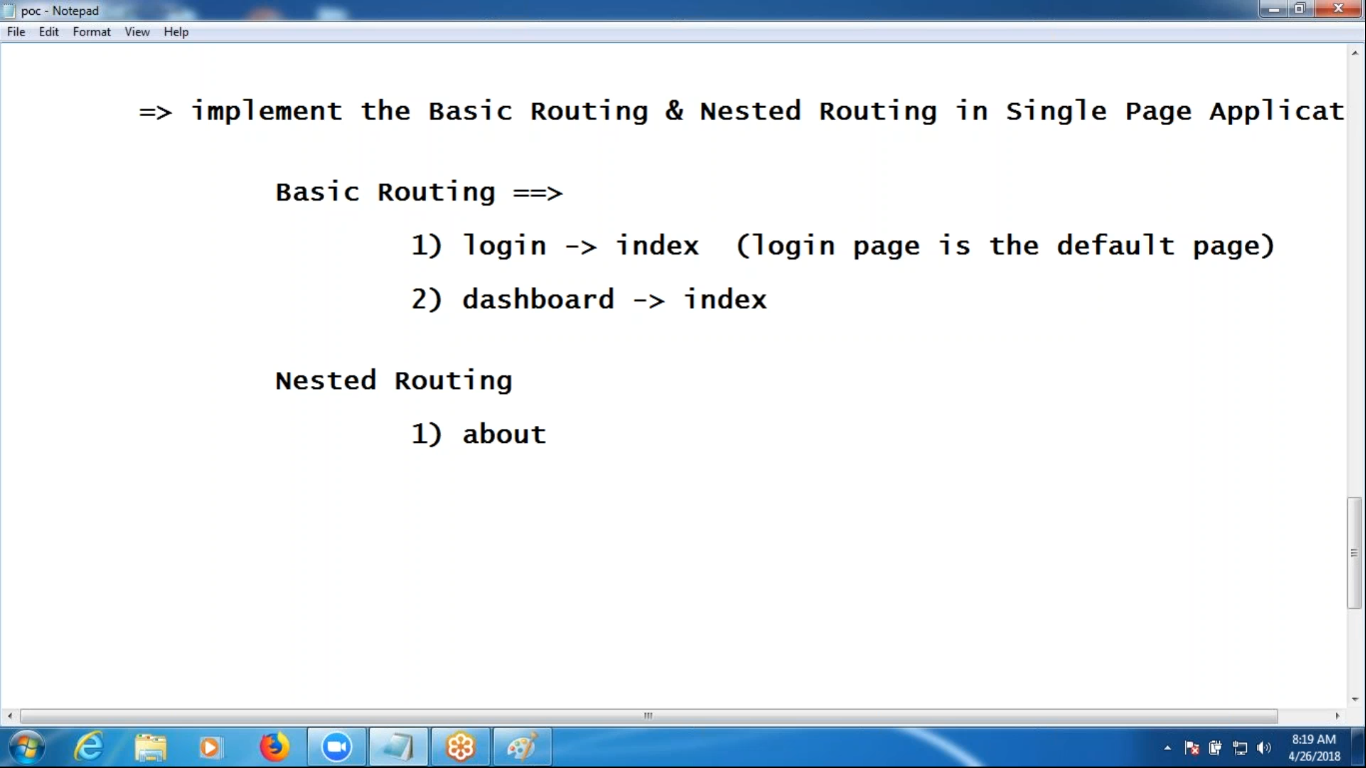 poc - Notepad
File Edit Format View Help
=> implement the Basic Routing & Nested Routing in Single Page Applicat
Basic Routing ==>
1) login -> index (login page is the default page)
2) dashboard -> index
Nested Routing
1) about
8:19 AM
4/26/2018